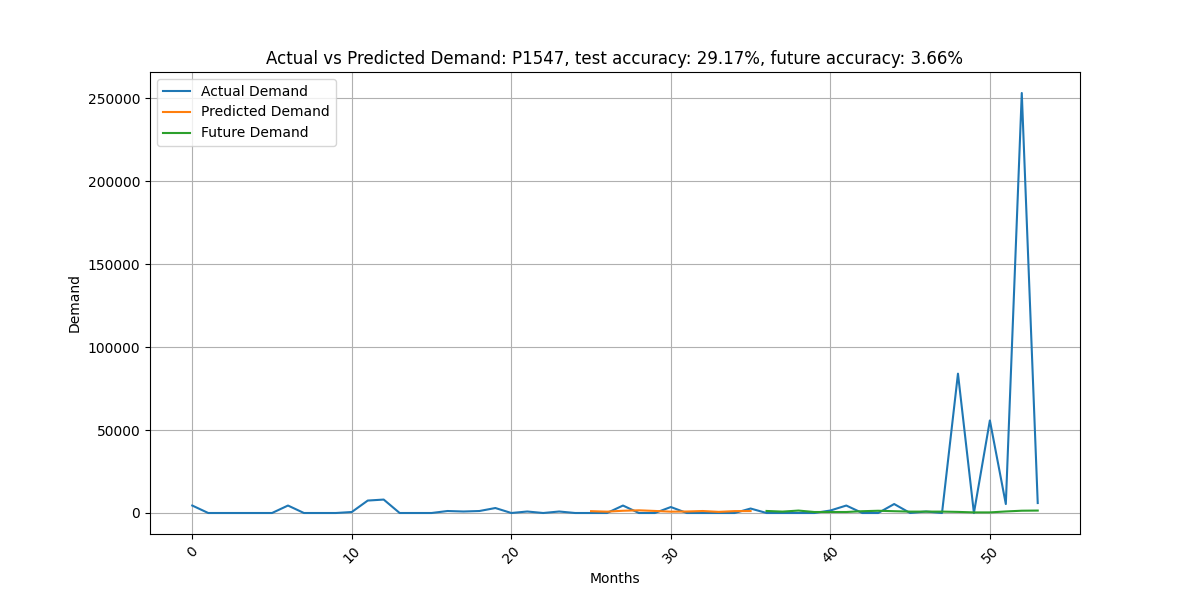 Actual vs Predicted Demand: P1547, test accuracy: 29.17%, future accuracy: 3.66%
Actual Demand
Predicted Demand
Future Demand
250000
200000
150000
100000
50000
0
Demand
0
10
20
30
40
50
Months